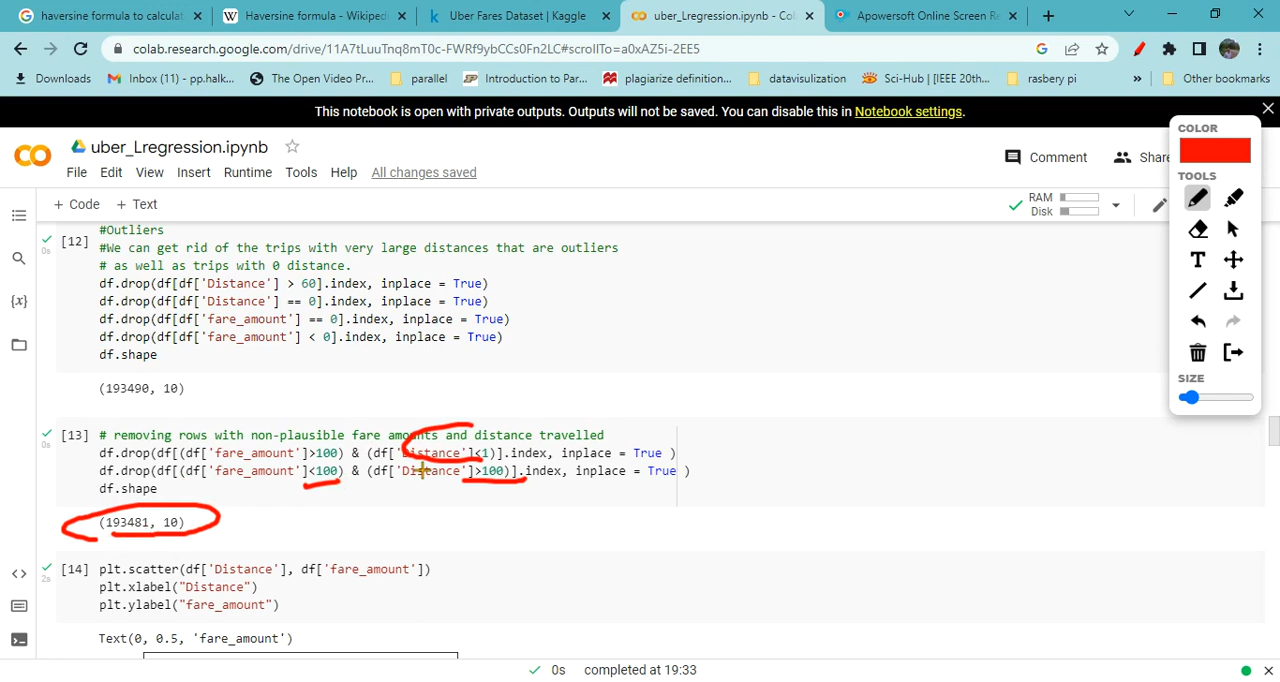 haversine formula to calculat
Haversine formula - Wikipedi
Uber Fares Dataset | Kaggle
uber_Lregression.ipynb - Co
Apowersoft Online Screen Re
colab.research.google.com/drive/11A7tLuuTnq8mT0c-FWRf9ybCCs0Fn2LC#scrollTo=a0xAZ5i-2EE5
Downloads
Inbox (11) - pp.halk...
The Open Video Pr...
parallel
Introduction to Par...
plagiarize definition...
datavisulization
Sci-Hub | [IEEE 20th...
rasbery pi
»
Other bookmarks
This notebook is open with private outputs. Outputs will not be saved. You can disable this in Notebook settings.
COLOR
uber_Lregression.ipynb
Comment
Share
File Edit View Insert Runtime Tools Help All changes saved
TOOLS
+ Code + Text
RAM
Disk
#Outliers
[12]
0s
#We can get rid of the trips with very large distances that are outliers
# as well as trips with 0 distance.
df.drop(df[df['Distance'] > 60].index, inplace = True)
df.drop(df[df['Distance'] == 0].index, inplace = True)
df.drop(df[df['fare_amount'] == 0].index, inplace = True)
df.drop(df[df['fare_amount'] < 0].index, inplace = True)
df.shape
(193490, 10)
SIZE
[13]
0s
# removing rows with non-plausible fare amounts and distance travelled
df.drop(df[(df['fare_amount']>100) & (df['Distance']<1)].index, inplace = True )
df.drop(df[(df['fare_amount']<100) & (df['Distance']>100)].index, inplace = True )
df.shape
(193481, 10)
[14]
2s
plt.scatter(df['Distance'], df['fare_amount'])
plt.xlabel("Distance")
plt.ylabel("fare_amount")
Text(0, 0.5, 'fare_amount')
0s completed at 19:33